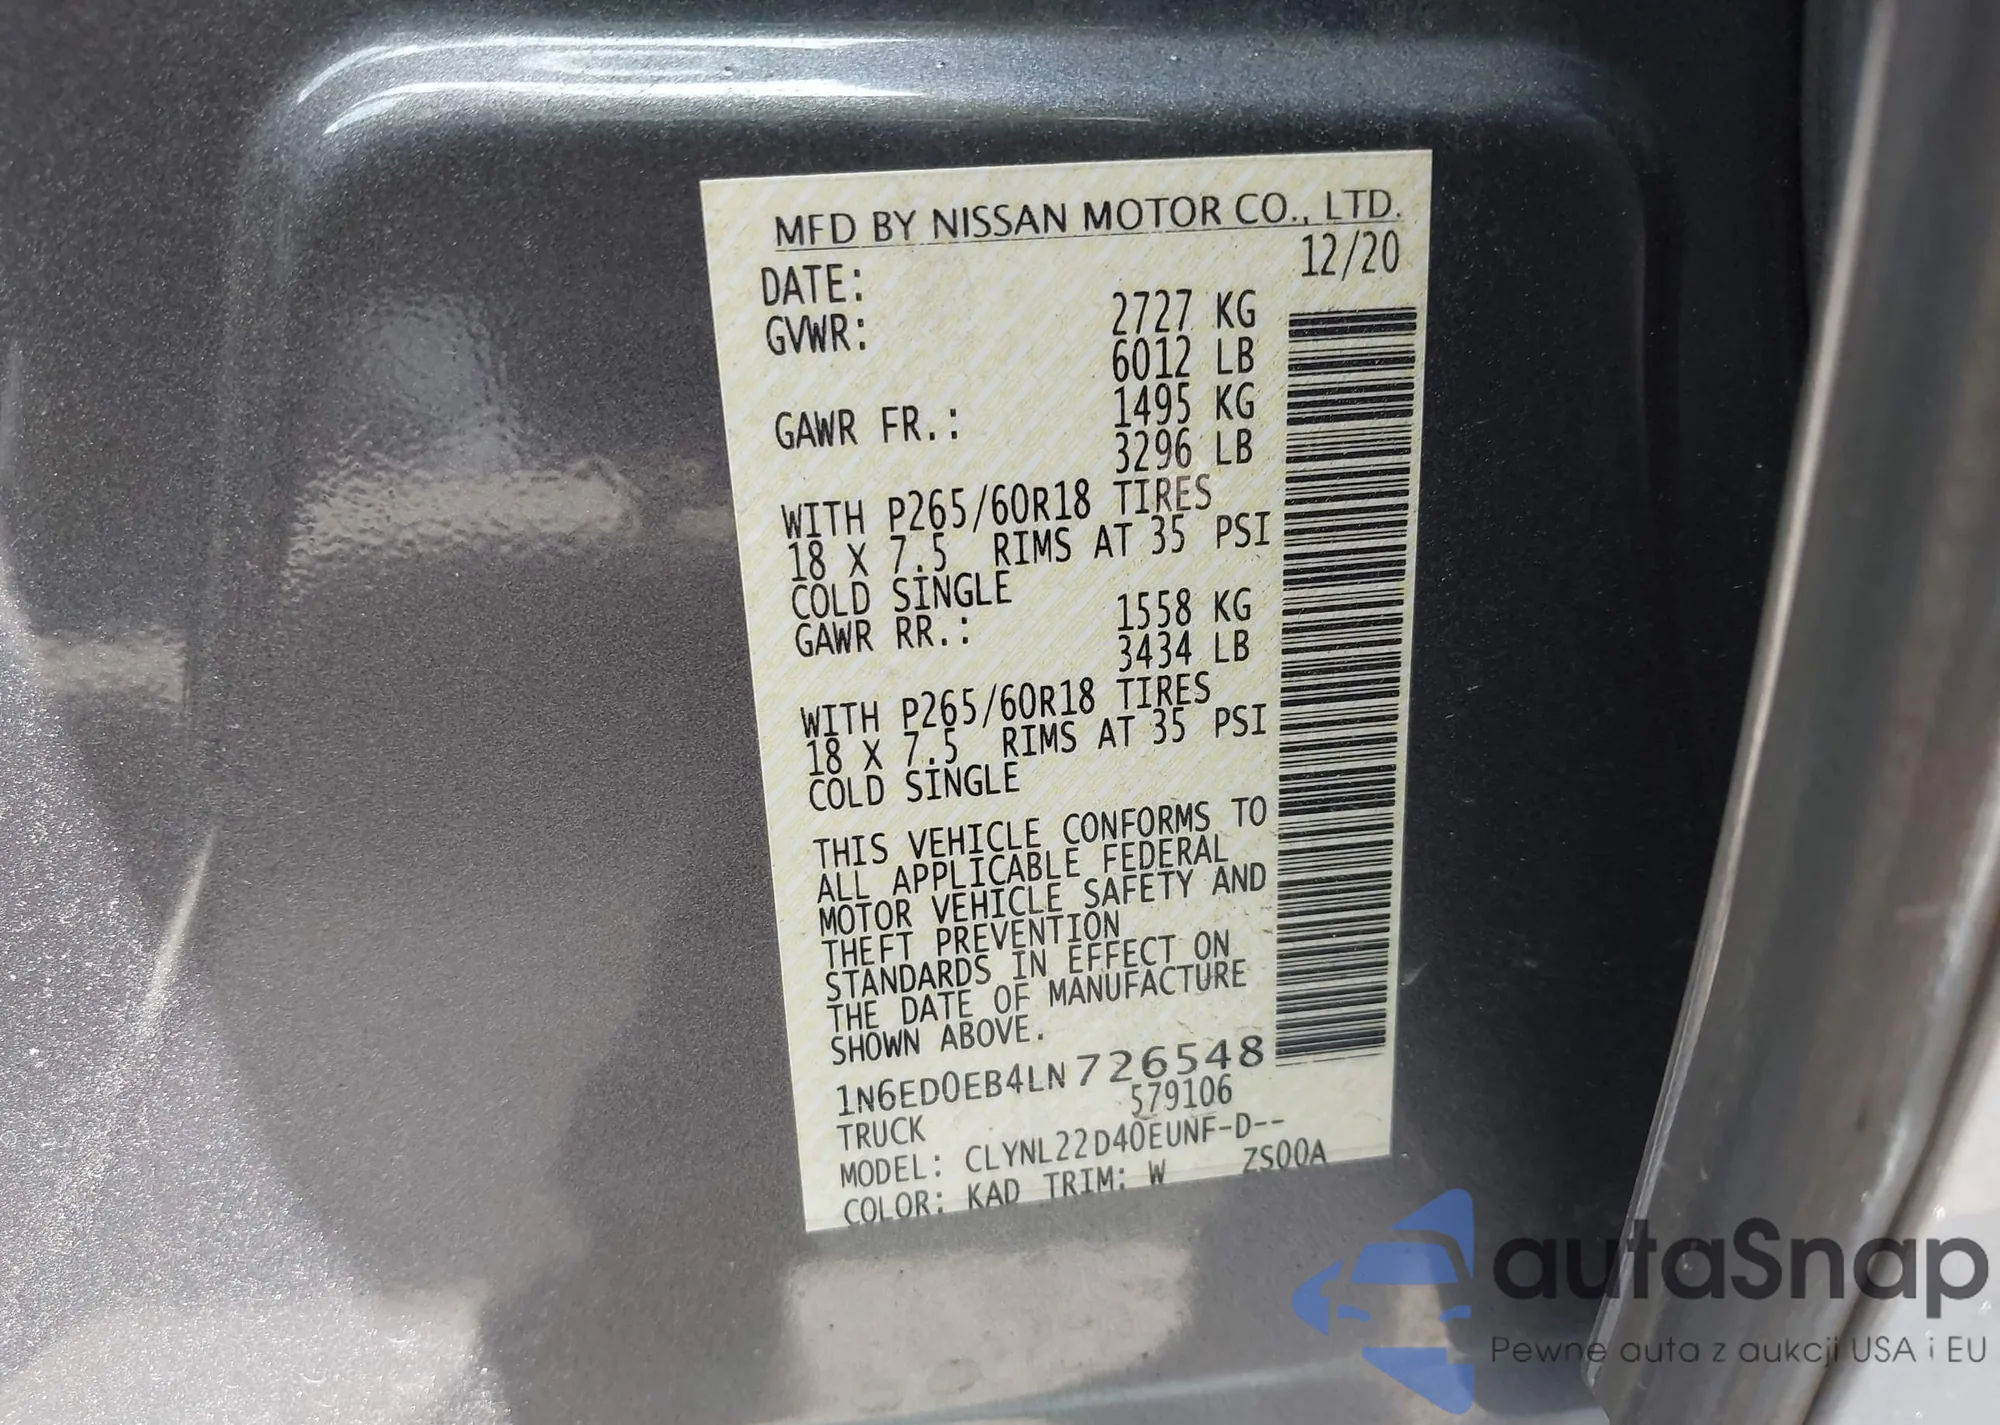 MFD BY NISSAN MOTOR CO., LTD.
DATE: 12/20
GVWR: 2727 KG
6012 LB
GAWR FR.: 1495 KG
3296 LB
WITH P265/60R18 TIRES
18 X 7.5 RIMS AT 35 PSI
COLD SINGLE
GAWR RR.: 1558 KG
3434 LB
WITH P265/60R18 TIRES
18 X 7.5 RIMS AT 35 PSI
COLD SINGLE
THIS VEHICLE CONFORMS TO
ALL APPLICABLE FEDERAL
MOTOR VEHICLE SAFETY AND
THEFT PREVENTION
STANDARDS IN EFFECT ON
THE DATE OF MANUFACTURE
SHOWN ABOVE.
1N6ED0EB4LN726548
TRUCK 579106
MODEL: CLYNL22D40EUNF-D--
COLOR: KAD TRIM: W ZS00A
autaSnap
Pewne auta z aukcji USA i EU